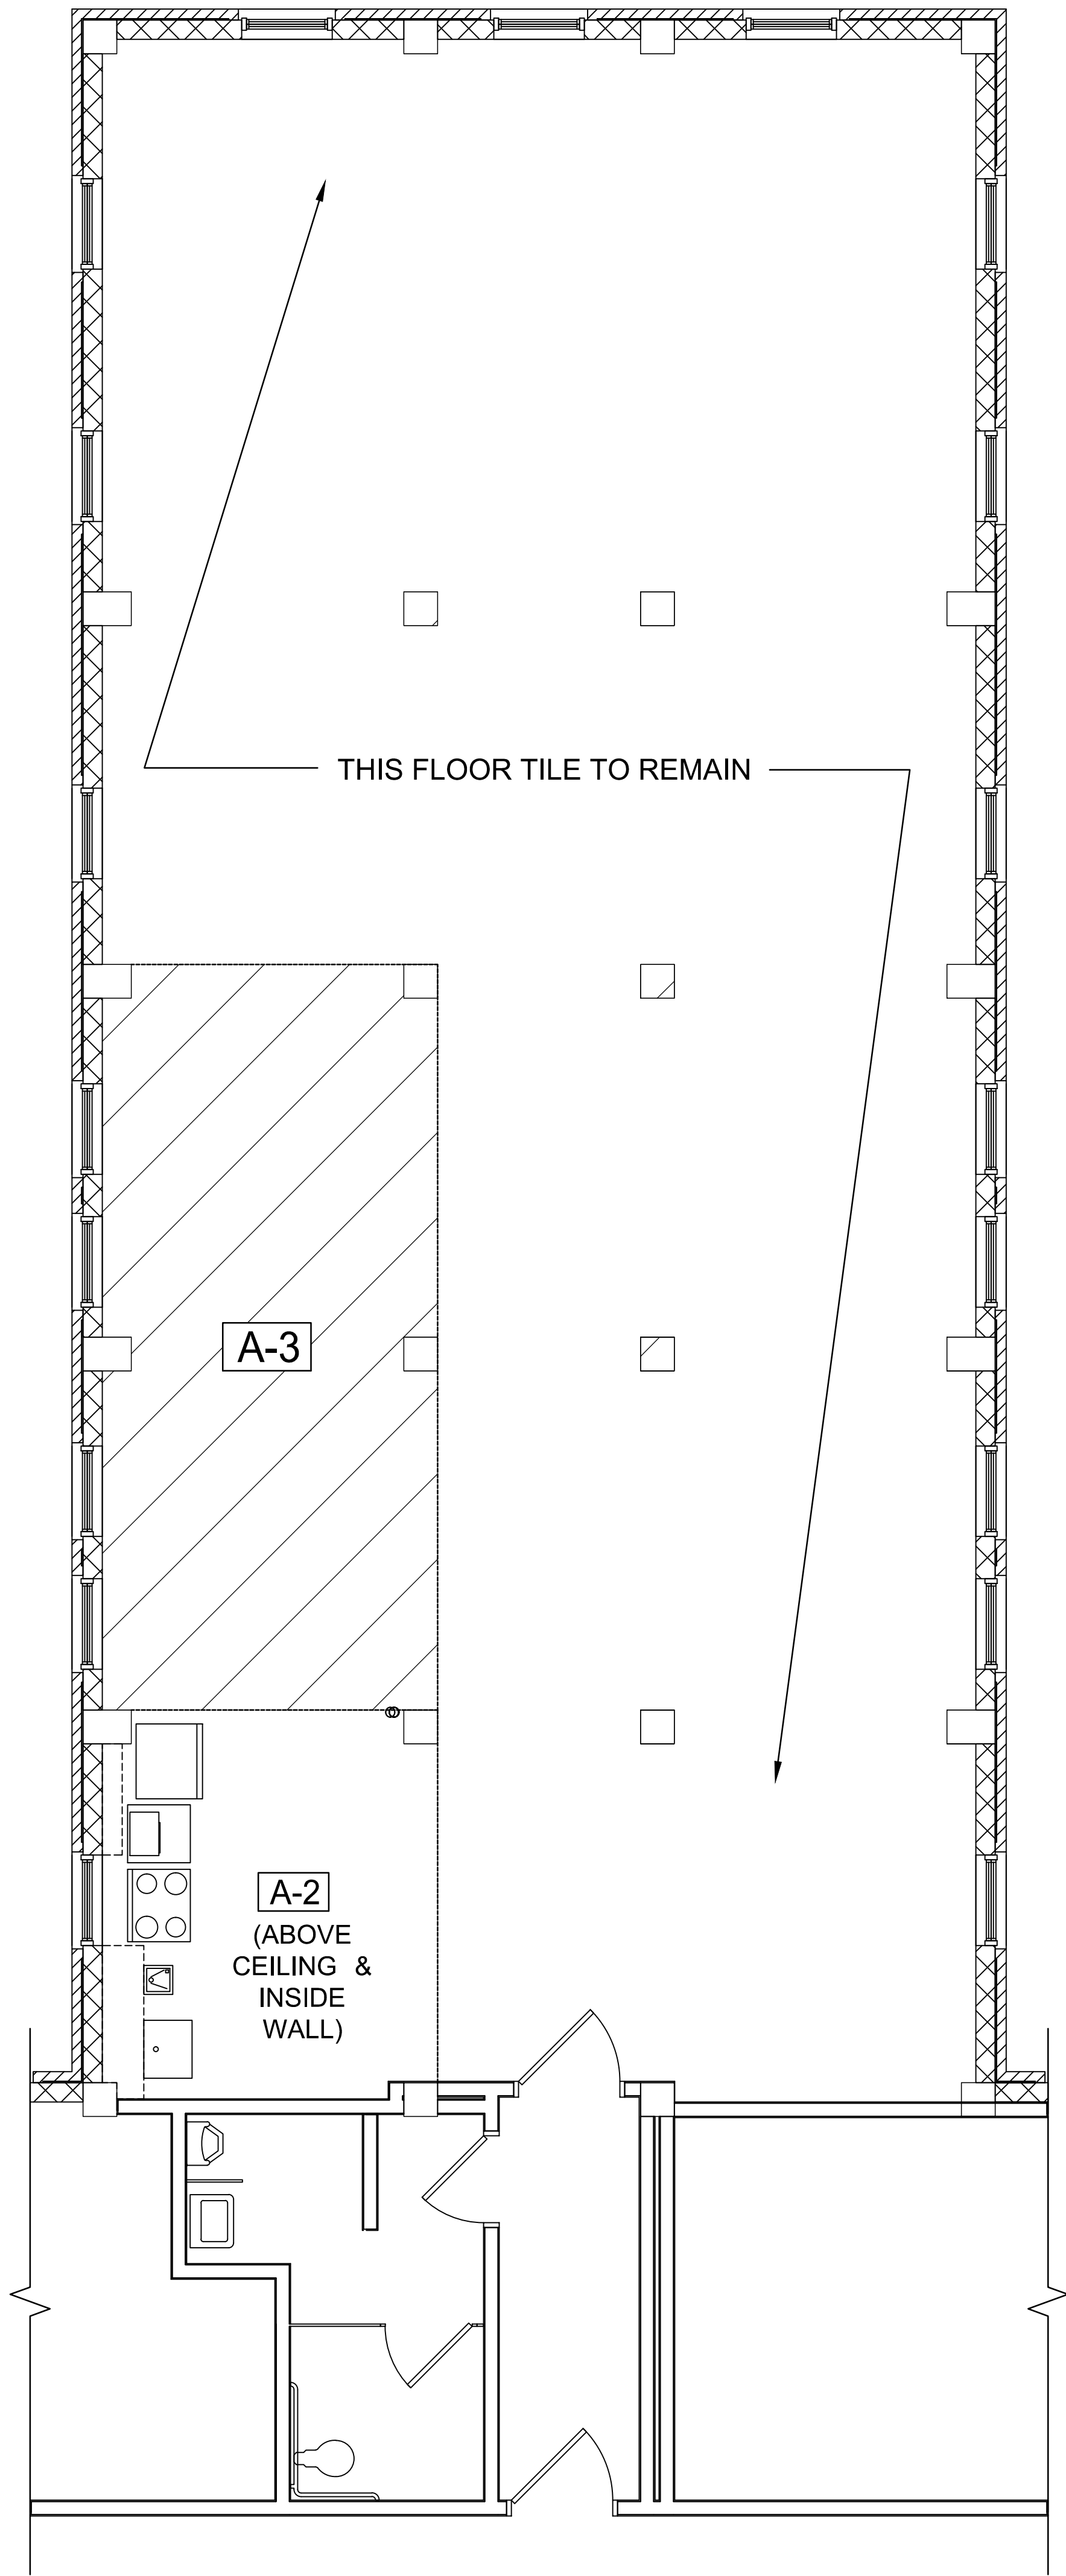 THIS FLOOR TILE TO REMAIN
A-3
A-2
(ABOVE
CEILING &
INSIDE
WALL)